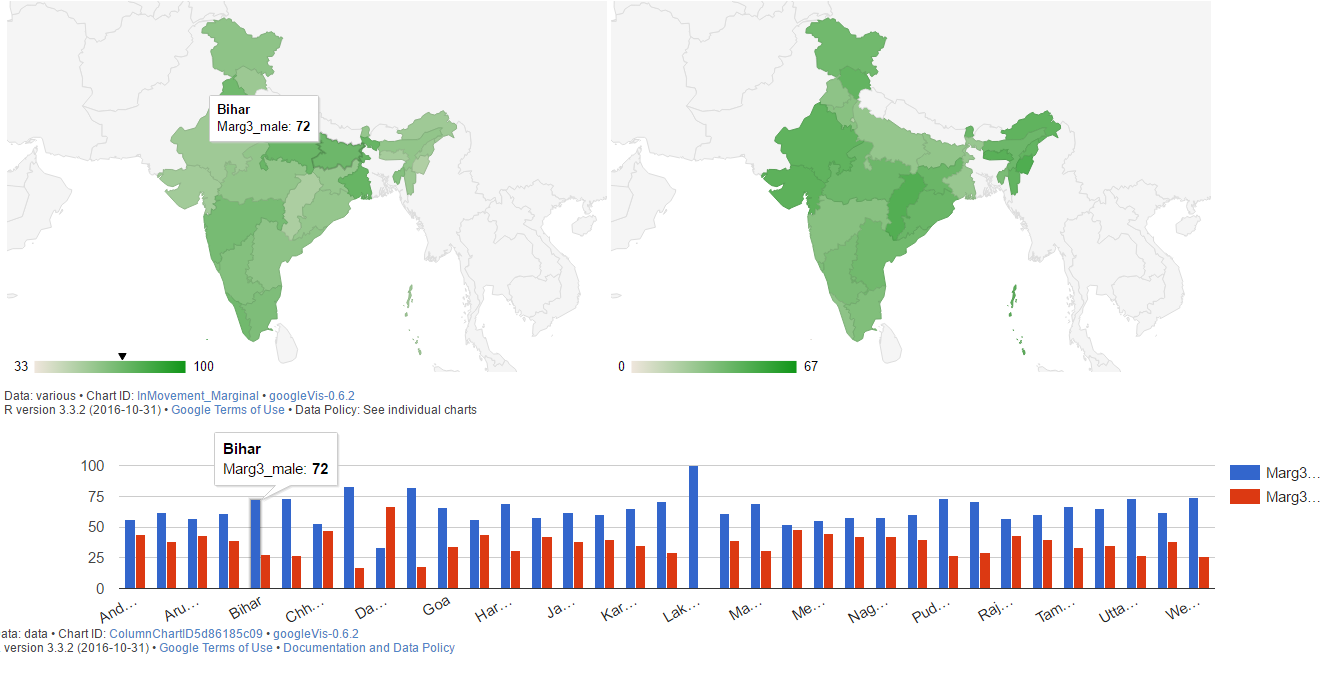 Bihar
Marg3_male: 72
33
100
0
67
Data: various • Chart ID: InMovement_Marginal • googleVis-0.6.2
R version 3.3.2 (2016-10-31) • Google Terms of Use • Data Policy: See individual charts
Bihar
Marg3_male: 72
100
75
50
25
0
Marg3...
Marg3...
And... Aru... Bihar Chh... Da... Goa Har... Ja... Kar... Lak... Ma... Me... Nag... Pud... Raj... Tam... Utta... We...
ata: data • Chart ID: ColumnChartID5d86185c09 • googleVis-0.6.2
version 3.3.2 (2016-10-31) • Google Terms of Use • Documentation and Data Policy